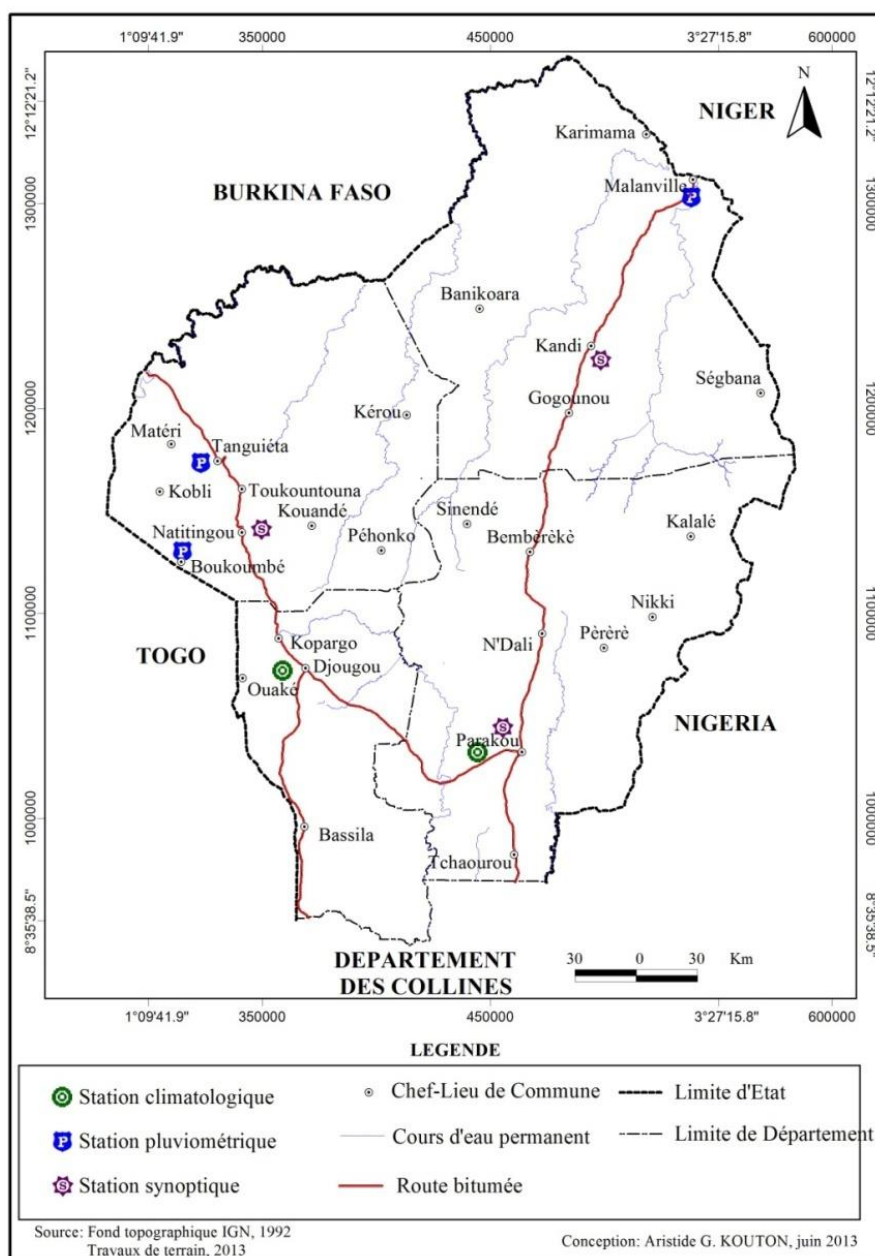 1°09'41.9" 350000 450000 3°27'15.8" 600000
12°12'21.2"
12°12'21.2"
N
NIGER
Karimama
Malanville
P
BURKINA FASO
1300000
1300000
Banikoara
Kandi
S
Ségbana
1200000
1200000
Gogounou
Kérou
Matéri
Tanguiéta
P
Kobli
Toukountouna
Kouandé
Sinendé
Kalalé
Natitingou
S
Péhonko
Bembérèkè
P
Boukoumbé
Nikki
1100000
1100000
Kopargo
N'Dali
Pèrèrè
TOGO
Djougou
Ouaké
NIGERIA
S
Parakou
1000000
1000000
Bassila
Tchaourou
8°35'38.5"
8°35'38.5"
DEPARTEMENT
DES COLLINES
30 0 30 Km
1°09'41.9" 350000 450000 3°27'15.8" 600000
LEGENDE
Station climatologique
Chef-Lieu de Commune
Limite d'Etat
P Station pluviométrique
Cours d'eau permanent
Limite de Département
S Station synoptique
Route bitumée
Source: Fond topographique IGN, 1992
Travaux de terrain, 2013
Conception: Aristide G. KOUTON, juin 2013